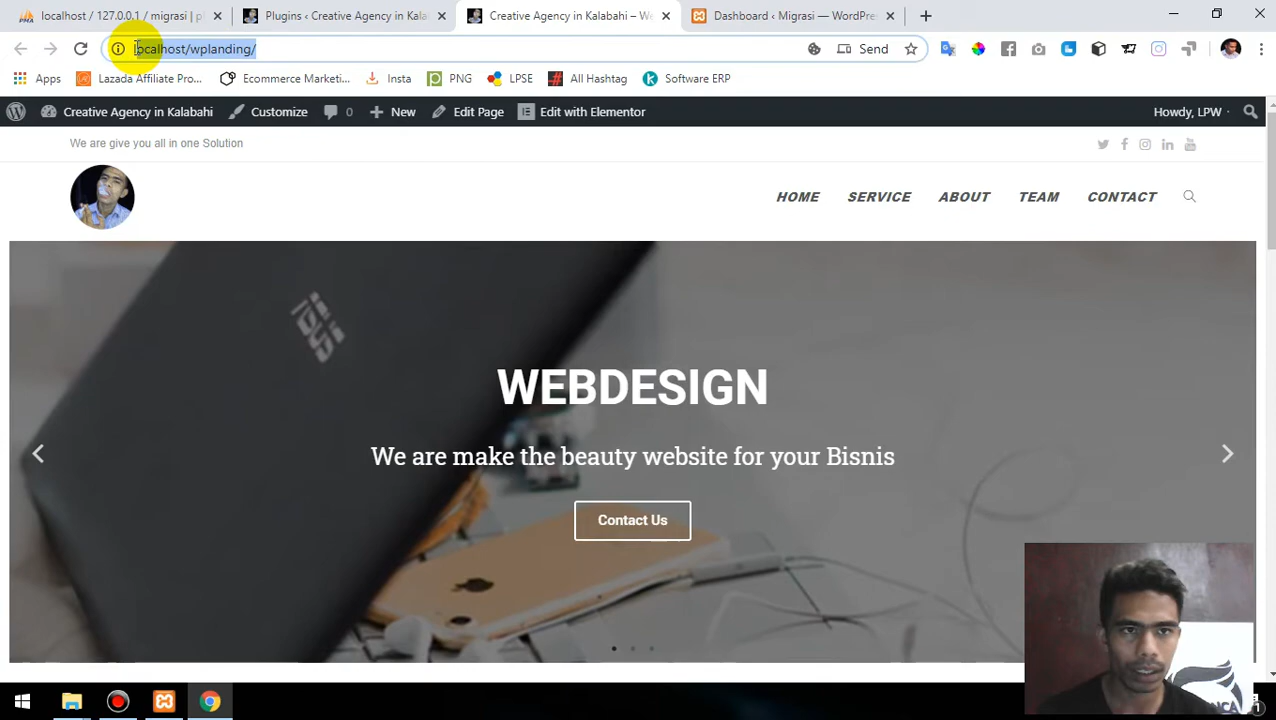 localhost / 127.0.0.1 / migrasi | p
Plugins ‹ Creative Agency in Kala
Creative Agency in Kalabahi – We
Dashboard ‹ Migrasi — WordPres
localhost/wplanding/
Send
Apps
Lazada Affiliate Pro...
Ecommerce Marketi...
Insta
PNG
LPSE
All Hashtag
Software ERP
Creative Agency in Kalabahi
Customize
0
New
Edit Page
Edit with Elementor
Howdy, LPW
We are give you all in one Solution
HOME
SERVICE
ABOUT
TEAM
CONTACT
WEBDESIGN
We are make the beauty website for your Bisnis
Contact Us